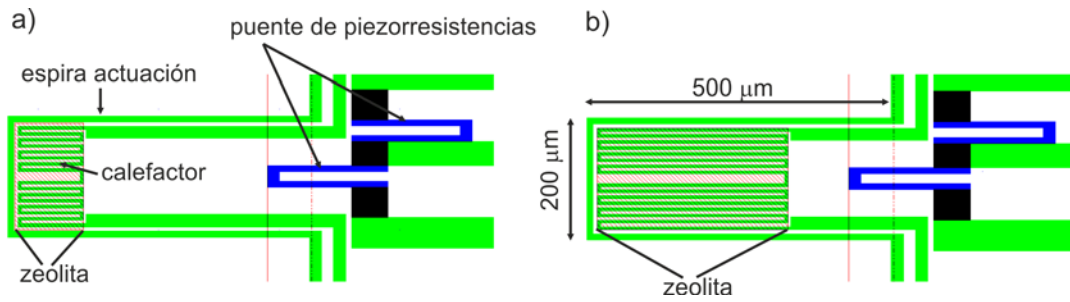 a)
puente de piezorresistencias
espira actuación
calefactor
zeolita
b)
500 µm
200 µm
zeolita